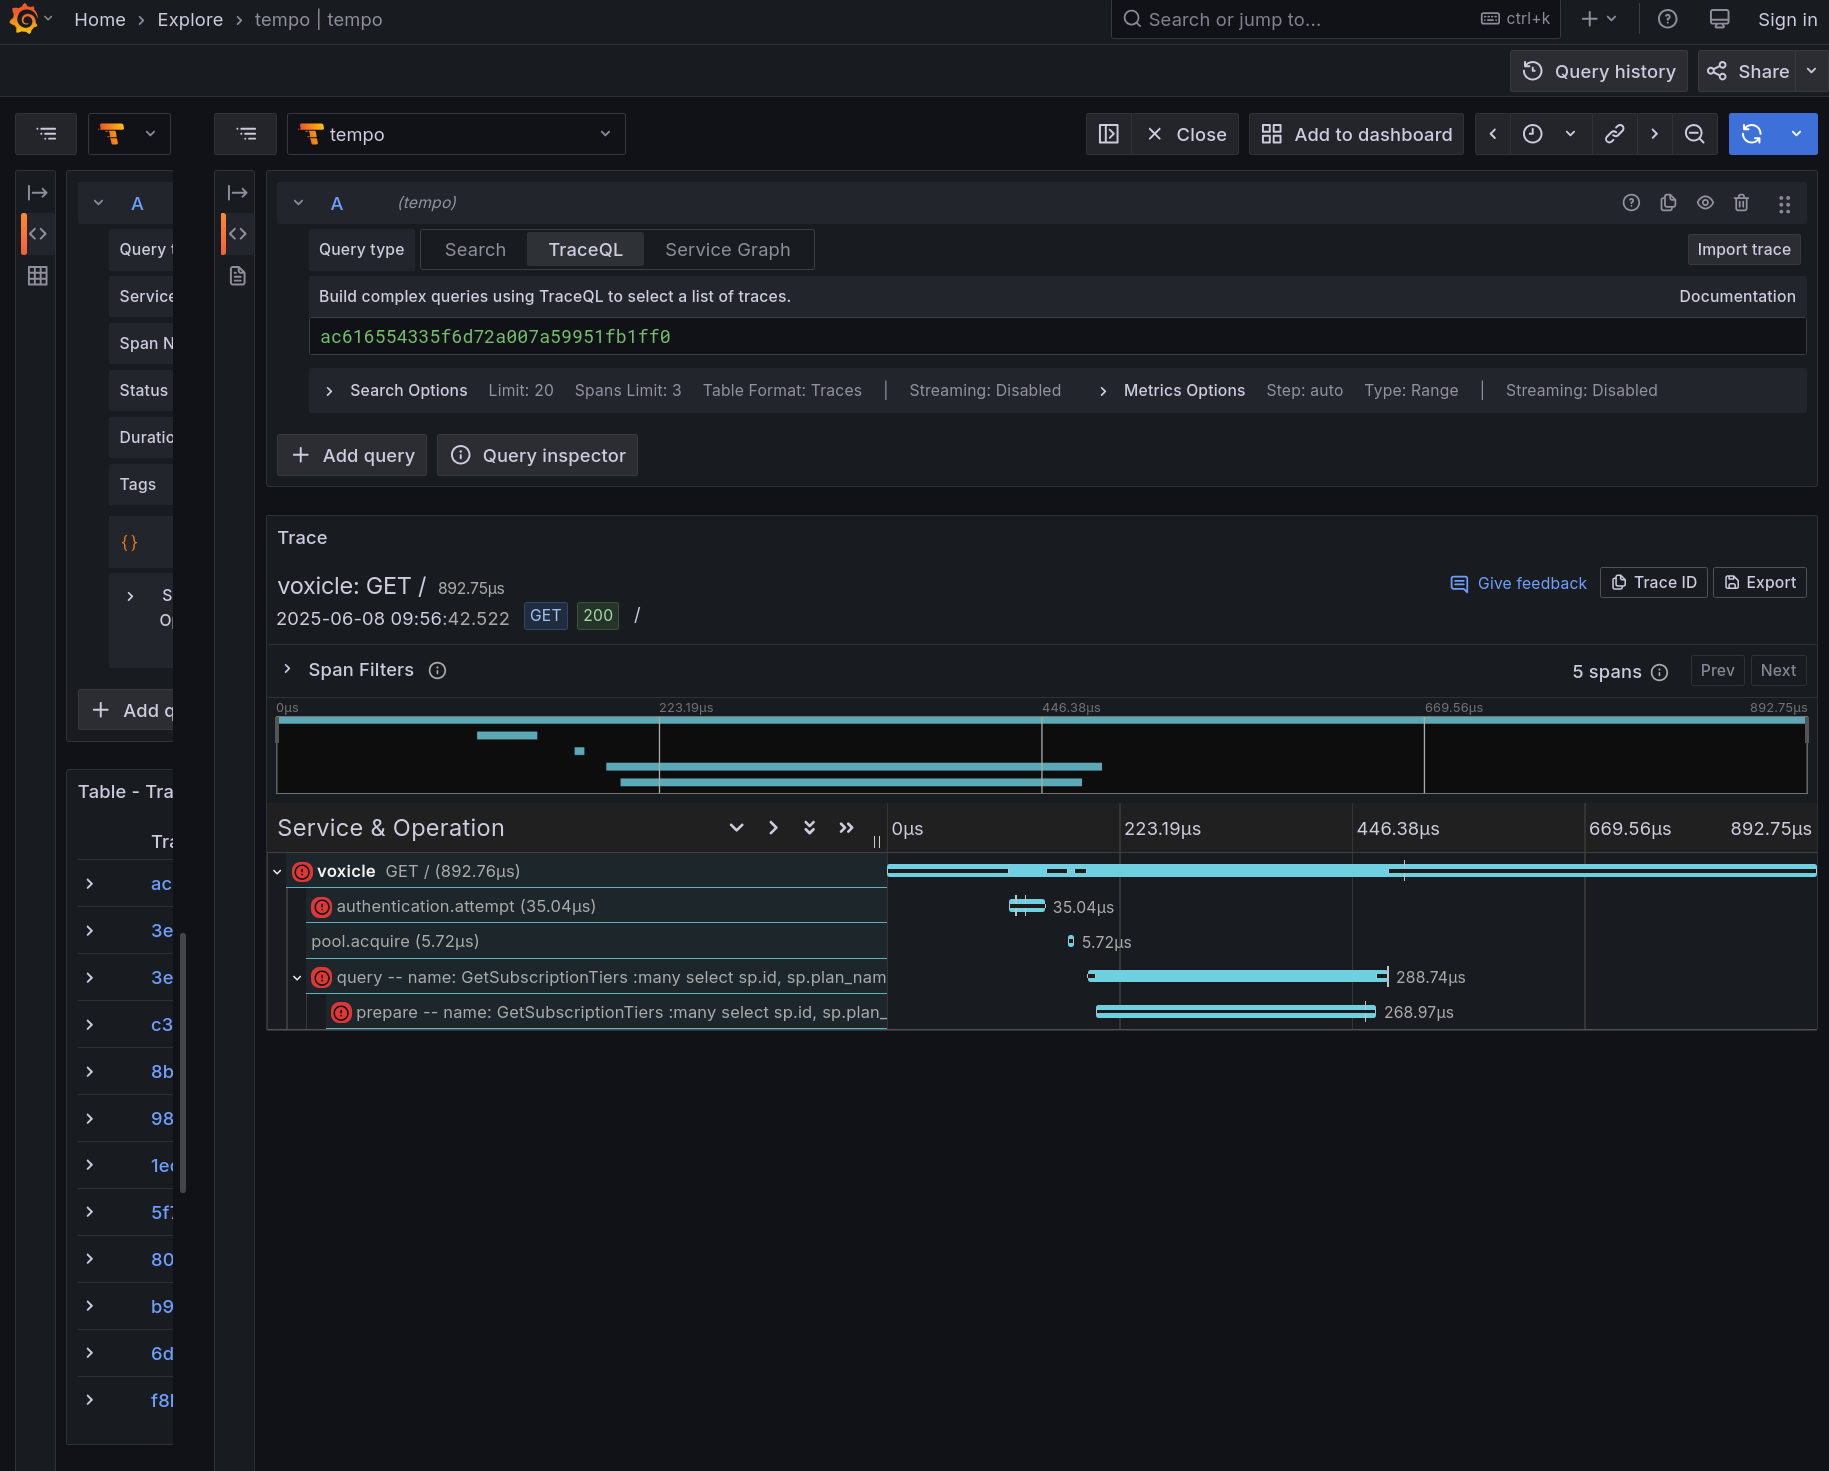 Home › Explore › tempo | tempo
Search or jump to... ctrl+k
Sign in
Query history
Share
tempo
Close
Add to dashboard
A
Query t
Service
Span N
Status
Duratio
Tags
{}
S
O
Add q
Table - Tra
Tra
ac
3e
3e
c3
8b
98
1e
5f7
80
b9
6d
f8
A (tempo)
Query type Search TraceQL Service Graph Import trace
Build complex queries using TraceQL to select a list of traces. Documentation
ac616554335f6d72a007a59951fb1ff0
Search Options Limit: 20 Spans Limit: 3 Table Format: Traces | Streaming: Disabled Metrics Options Step: auto Type: Range | Streaming: Disabled
Add query Query inspector
Trace
voxicle: GET / 892.75µs
Give feedback Trace ID Export
2025-06-08 09:56:42.522 GET 200 /
Span Filters 5 spans Prev Next
0µs 223.19µs 446.38µs 669.56µs 892.75µs
Service & Operation 0µs 223.19µs 446.38µs 669.56µs 892.75µs
voxicle GET / (892.76µs)
authentication.attempt (35.04µs) 35.04µs
pool.acquire (5.72µs) 5.72µs
query -- name: GetSubscriptionTiers :many select sp.id, sp.plan_nam 288.74µs
prepare -- name: GetSubscriptionTiers :many select sp.id, sp.plan_ 268.97µs